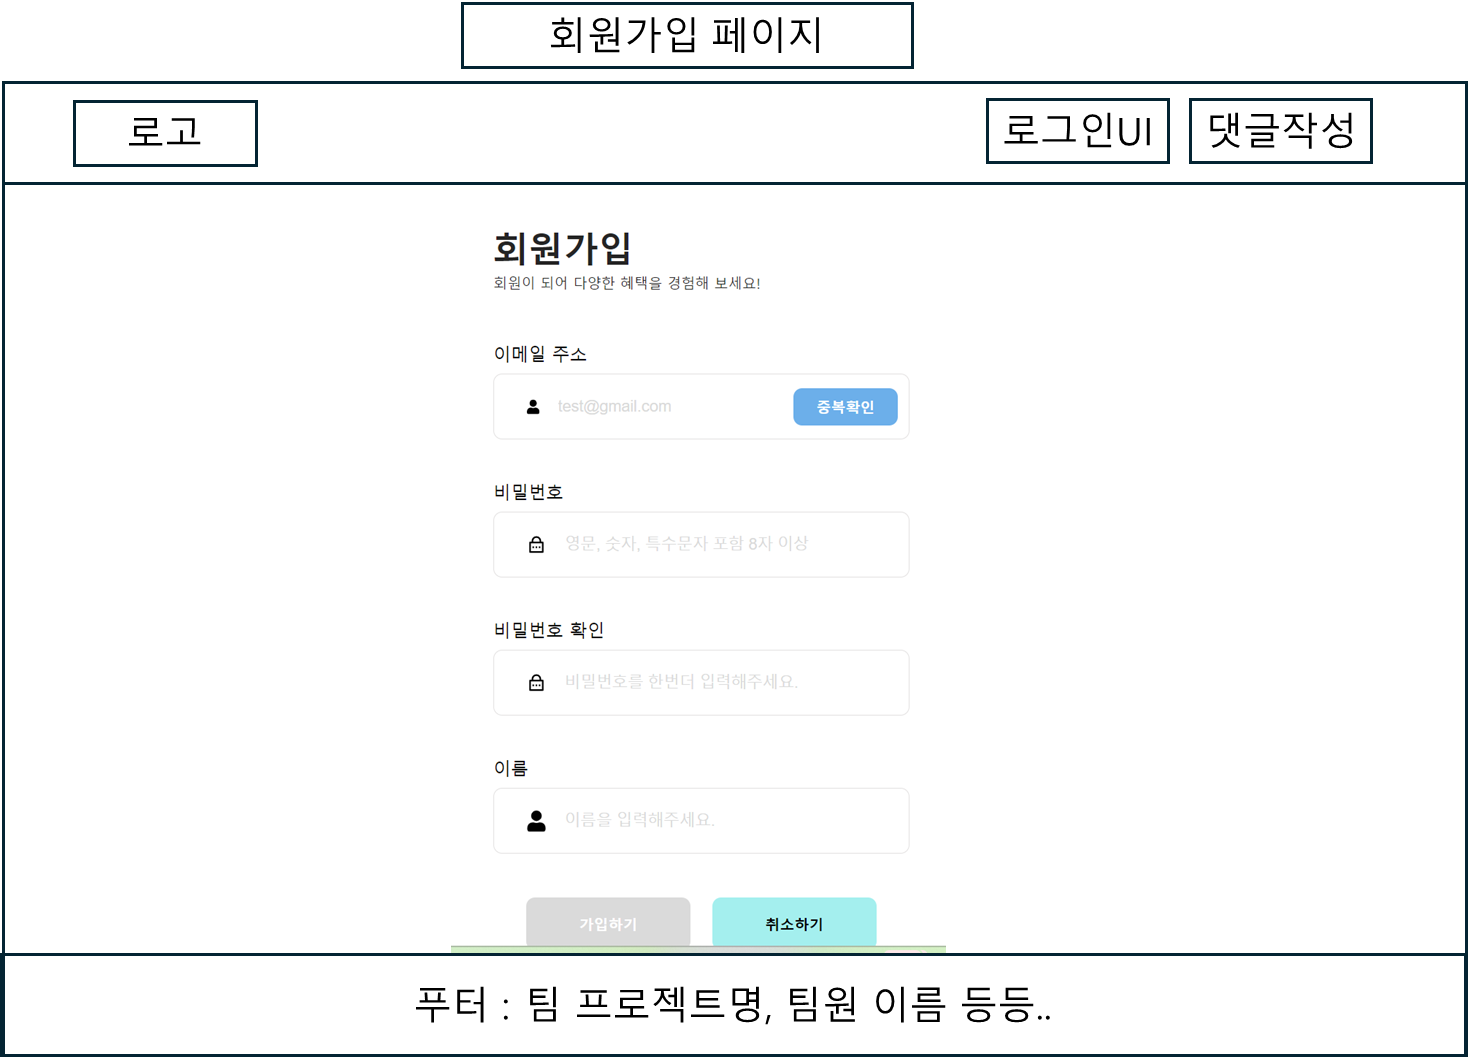 회원가입 페이지
로고
로그인UI
댓글작성
회원가입
회원이 되어 다양한 혜택을 경험해 보세요!
이메일 주소
test@gmail.com
중복확인
비밀번호
영문, 숫자, 특수문자 포함 8자 이상
비밀번호 확인
비밀번호를 한번더 입력해주세요.
이름
이름을 입력해주세요.
가입하기
취소하기
푸터 : 팀 프로젝트명, 팀원 이름 등등..